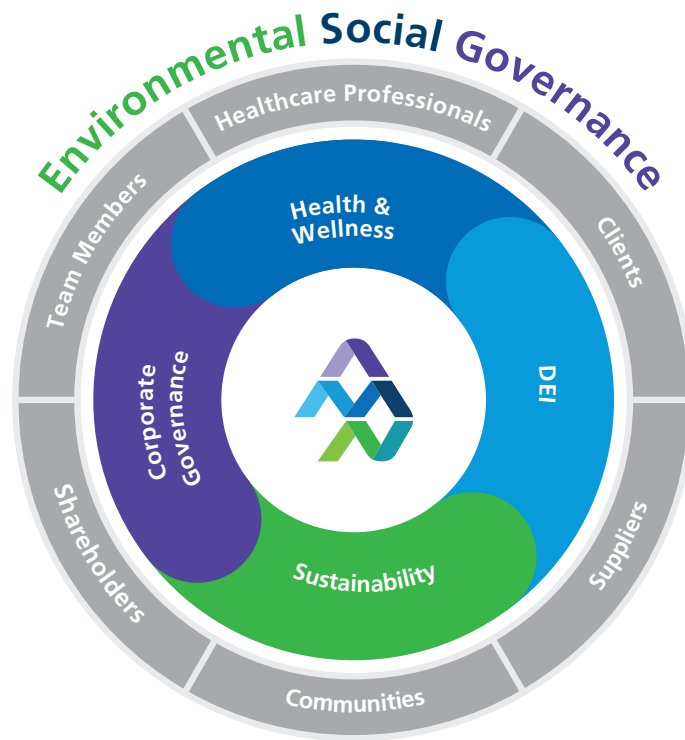 Environmental Social Governance
Healthcare Professionals
Clients
Suppliers
Communities
Shareholders
Team Members
Health &
Wellness
DEI
Sustainability
Corporate
Governance